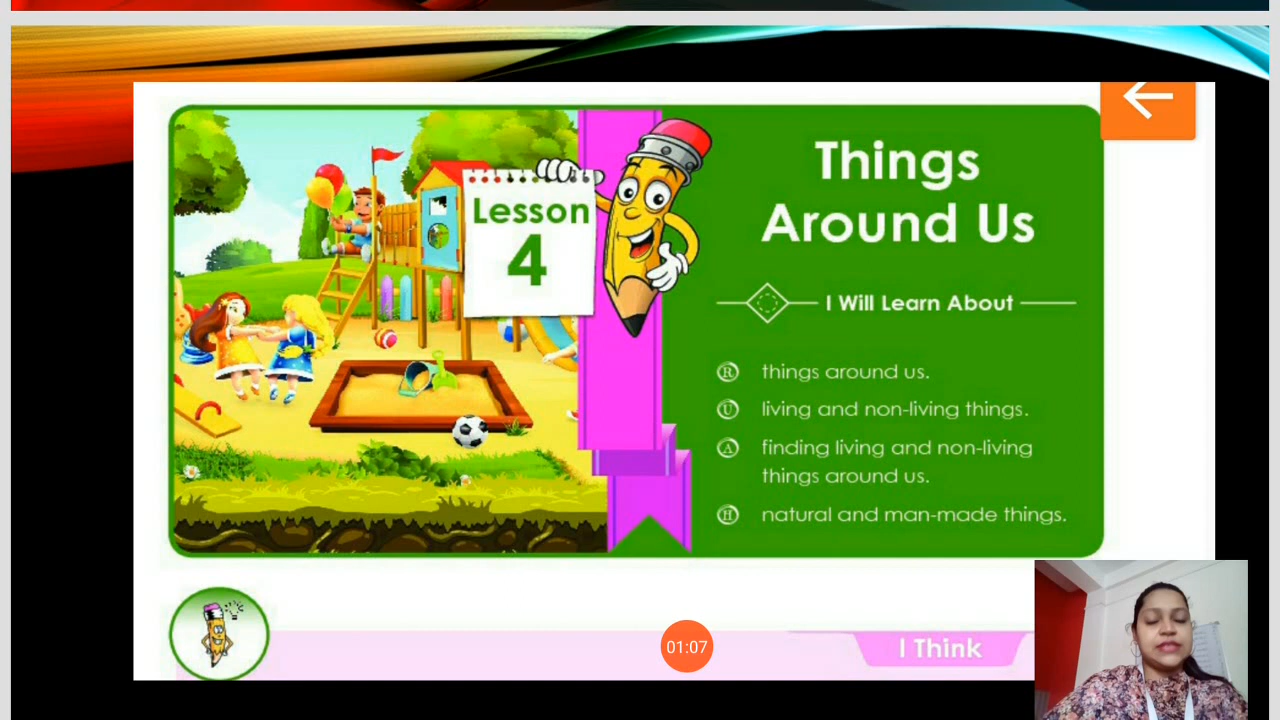 Lesson
4
Things
Around Us
I Will Learn About
R things around us.
U living and non-living things.
A finding living and non-living
things around us.
H natural and man-made things.
01:07
I Think